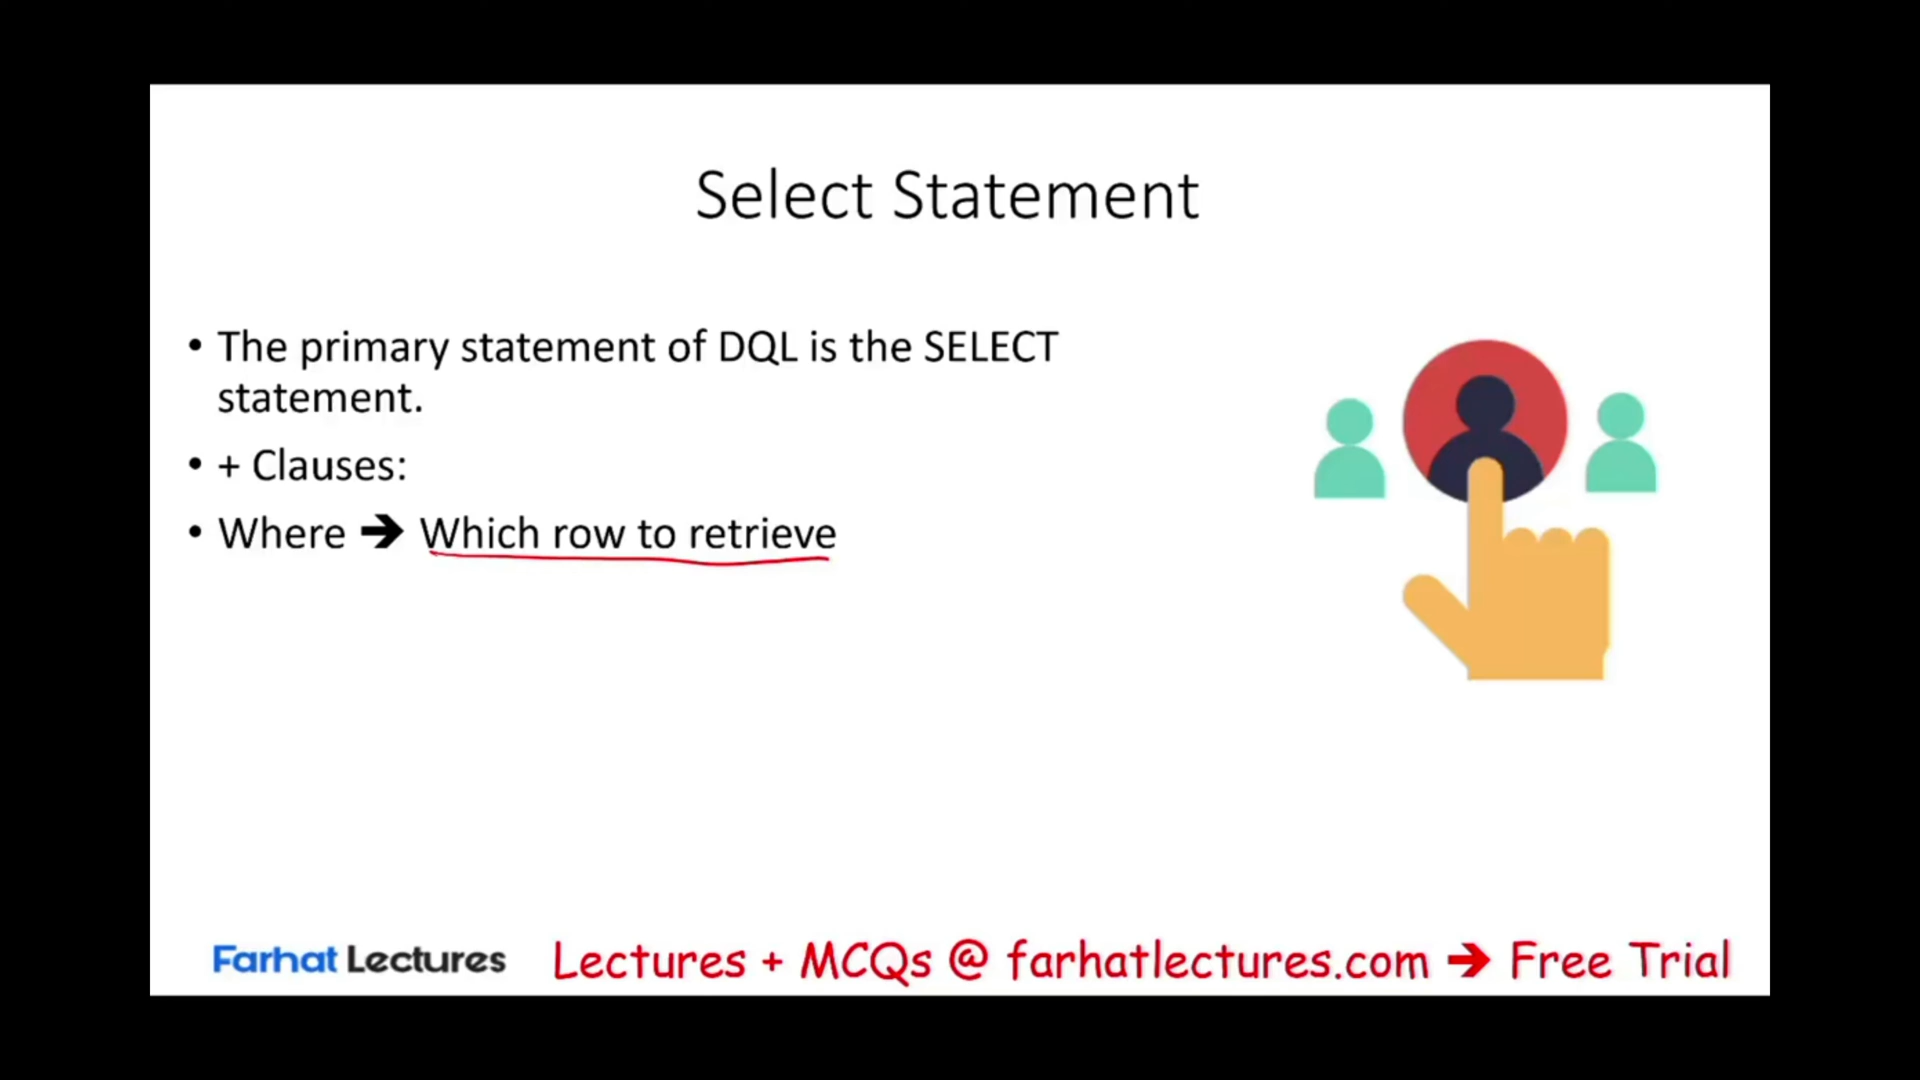 Select Statement
• The primary statement of DQL is the SELECT
statement.
• + Clauses:
• Where ➔ Which row to retrieve
Farhat Lectures Lectures + MCQs @ farhatlectures.com ➔ Free Trial